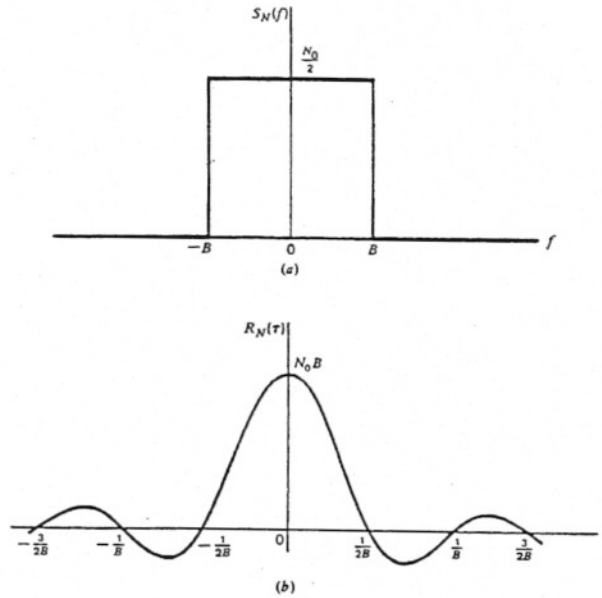 S_N(f)
N_0/2
-B 0 B f
(a)
R_N(τ)
N_0B
-3/2B -1/B -1/2B 0 1/2B 1/B 3/2B
(b)